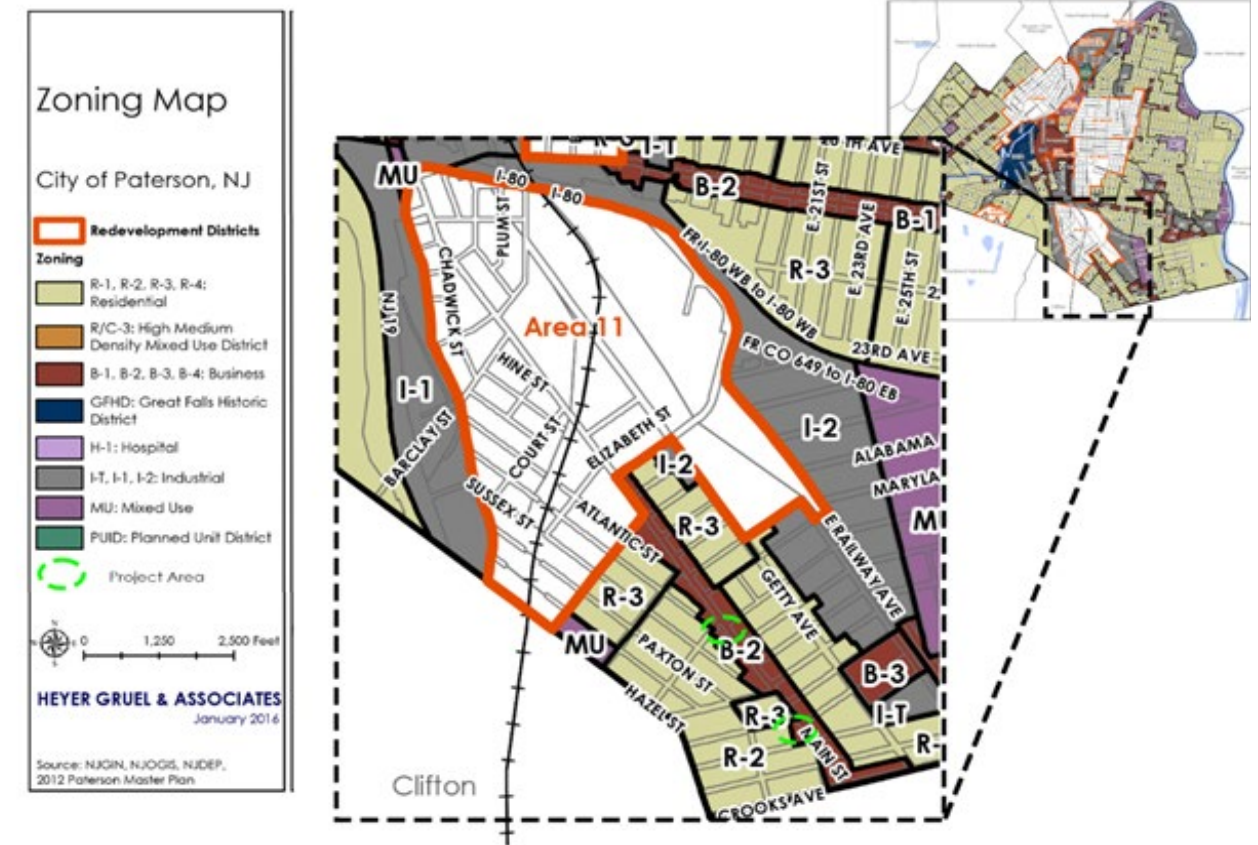 Zoning Map
City of Paterson, NJ
Redevelopment Districts
Zoning
R-1, R-2, R-3, R-4:
Residential
R/C-3: High Medium
Density Mixed Use District
B-1, B-2, B-3, B-4: Business
GFHD: Great Falls Historic
District
H-1: Hospital
I-T, I-1, I-2: Industrial
MU: Mixed Use
PUID: Planned Unit District
Project Area
0 1,250 2,500 Feet
HEYER GRUEL & ASSOCIATES
January 2016
Source: NJGIN, NJOGIS, NJDEP,
2012 Paterson Master Plan
I-T
20TH AVE
MU
I-80
I-80
B-2
B-1
PLUM ST
E. 21ST ST
E. 23RD AVE
E. 25TH ST
R-3
CHADWICK ST
FR I-80 WB to I-80 WB
NJ 19
Area 11
23RD AVE
FR CO 649 to I-80 EB
HINE ST
I-1
I-2
BARCLAY ST
COURT ST
ELIZABETH ST
ALABAMA
I-2
MARYLA
SUSSEX ST
ATLANTIC ST
R-3
M
E RAILWAY AVE
GETTY AVE
R-3
MU
B-2
PAXTON ST
B-3
HAZEL ST
R-3
I-T
MAIN ST
R-2
R-
Clifton
CROOKS AVE